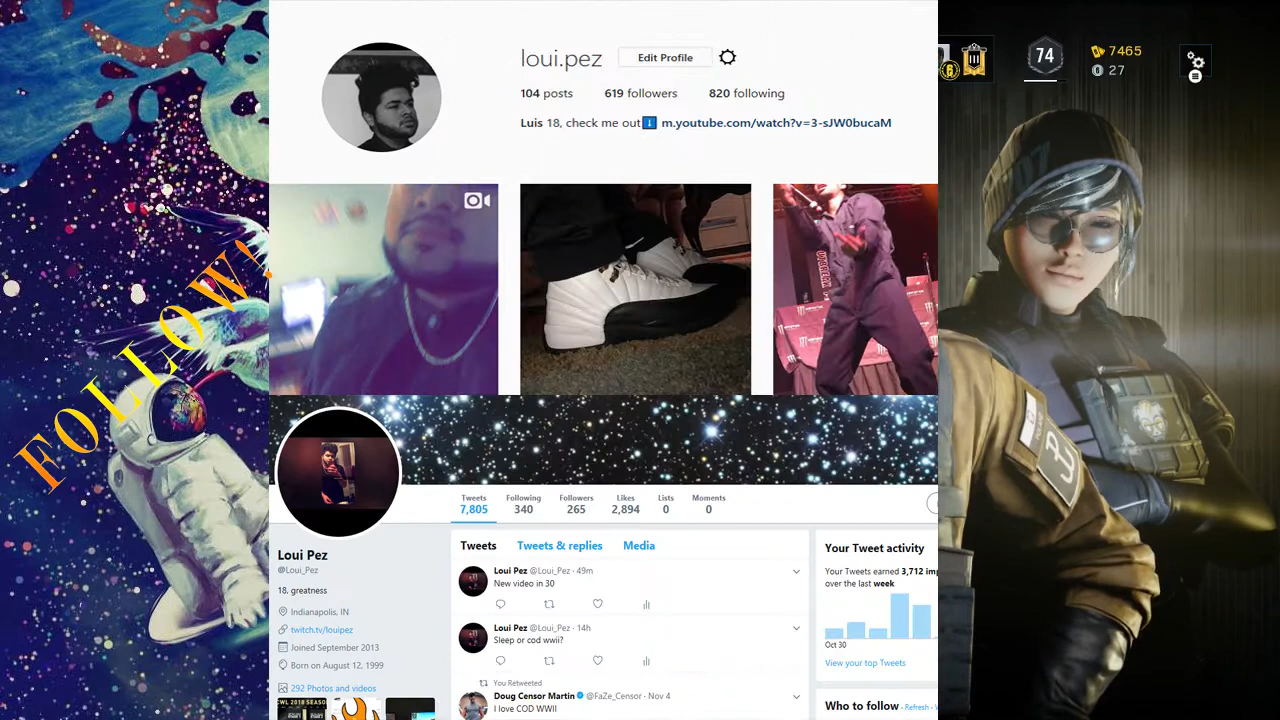 FOLLOW!
loui.pez Edit Profile
104 posts 619 followers 820 following
Luis 18, check me out m.youtube.com/watch?v=3-sJW0bucaM
74
7465
27
III
Tweets Following Followers Likes Lists Moments
7,805 340 265 2,894 0 0
Loui Pez
@Loui_Pez
18, greatness
Indianapolis, IN
twitch.tv/louipez
Joined September 2013
Born on August 12, 1999
292 Photos and videos
Tweets Tweets & replies Media
Loui Pez @Loui_Pez · 49m
New video in 30
Loui Pez @Loui_Pez · 14h
Sleep or cod wwii?
You Retweeted
Doug Censor Martin @FaZe_Censor · Nov 4
I love COD WWII
Your Tweet activity
Your Tweets earned 3,712 imp
over the last week
Oct 30
View your top Tweets
Who to follow · Refresh ·